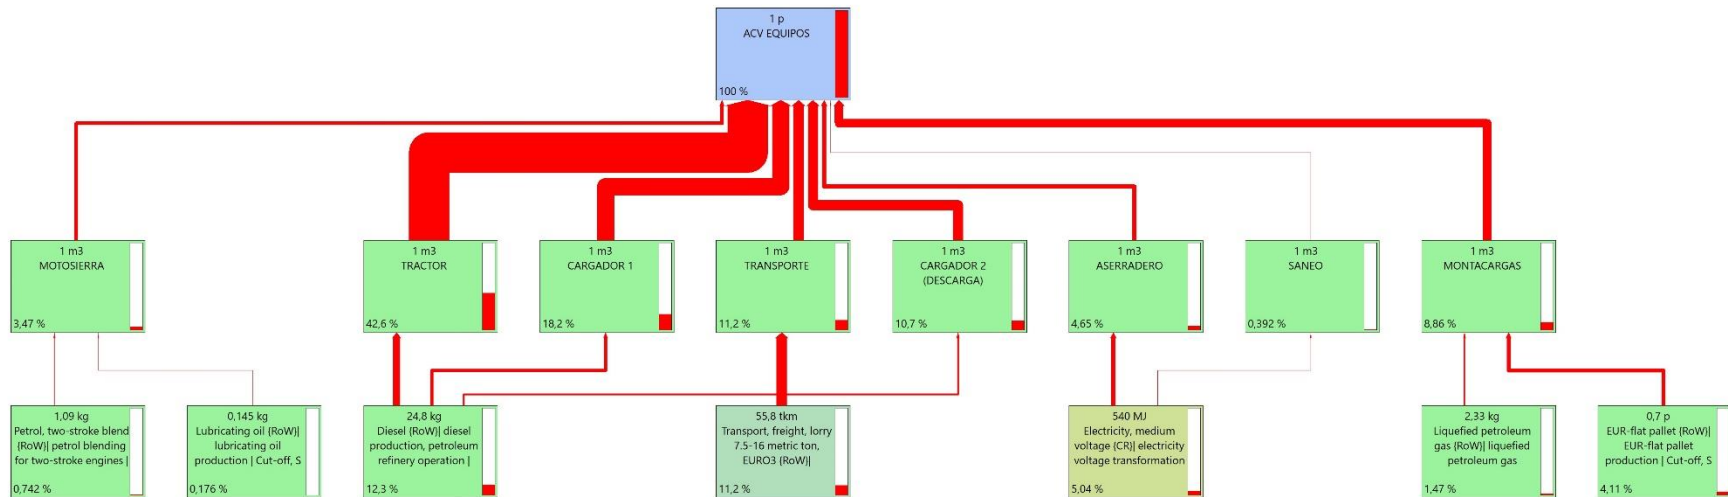 1 p
ACV EQUIPOS
100 %
1 m3
MOTOSIERRA
3,47 %
1 m3
TRACTOR
42,6 %
1 m3
CARGADOR 1
18,2 %
1 m3
TRANSPORTE
11,2 %
1 m3
CARGADOR 2
(DESCARGA)
10,7 %
1 m3
ASERRADERO
4,65 %
1 m3
SANEO
0,392 %
1 m3
MONTACARGAS
8,86 %
1,09 kg
Petrol, two-stroke blend
{RoW}| petrol blending
for two-stroke engines |
0,742 %
0,145 kg
Lubricating oil {RoW}|
lubricating oil
production | Cut-off, S
0,176 %
24,8 kg
Diesel {RoW}| diesel
production, petroleum
refinery operation |
12,3 %
55,8 tkm
Transport, freight, lorry
7.5-16 metric ton,
EURO3 {RoW}|
11,2 %
540 MJ
Electricity, medium
voltage {CR}| electricity
voltage transformation
5,04 %
2,33 kg
Liquefied petroleum
gas {RoW}| liquefied
petroleum gas
1,47 %
0,7 p
EUR-flat pallet {RoW}|
EUR-flat pallet
production | Cut-off, S
4,11 %